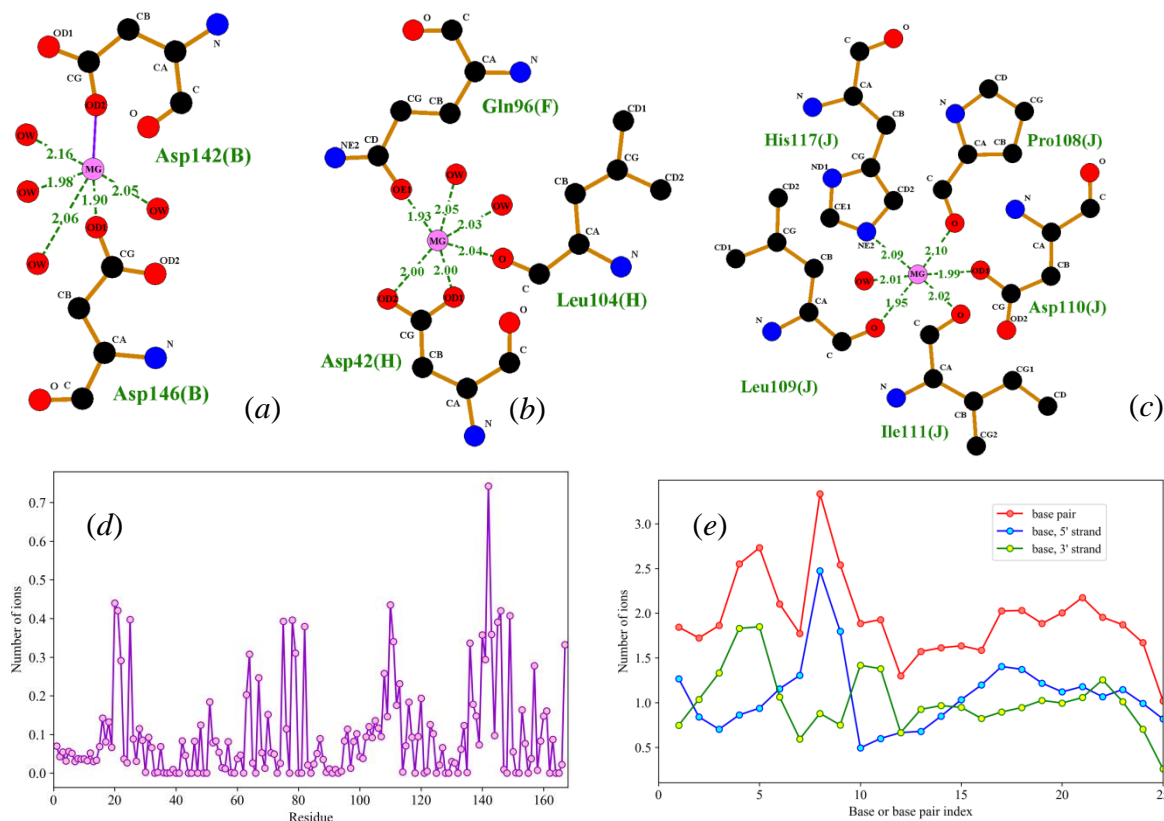 OD1
CB
N
CG
CA
OD2
C
O
Asp142(B)
OW
2.16
MG
OW
1.98
2.05
1.90
OW
2.06
OD1
OW
CG
OD2
CB
CA
N
O
C
Asp146(B)
(a)
O
C
CA
N
Gln96(F)
CG
CB
CD1
NE2
CD
CG
OE1
OW
CB
CD2
1.93
2.05
OW
2.03
MG
2.04
CA
O
N
2.00
2.00
C
Leu104(H)
OD2
OD1
CG
O
Asp42(H)
CB
C
CA
N
(b)
O
C
CD
CA
CG
N
N
CB
His117(J)
Pro108(J)
CA
CB
CG
ND1
O
CD2
C
CD2
N
CE1
C
NE2
O
CA
CG
2.09
2.10
CD1
CB
MG
1.99
OD1
CB
OW
2.01
Asp110(J)
CA
1.95
2.02
CG
OD2
N
O
O
C
C
Leu109(J)
CA
CG1
N
CB
CD
Ile111(J)
CG2
(c)
(d)
0.7
0.6
0.5
0.4
0.3
0.2
0.1
0.0
Number of ions
0
20
40
60
80
100
120
140
160
Residue
(e)
base pair
base, 5' strand
base, 3' strand
3.0
2.5
2.0
1.5
1.0
0.5
Number of ions
0
5
10
15
20
25
Base or base pair index